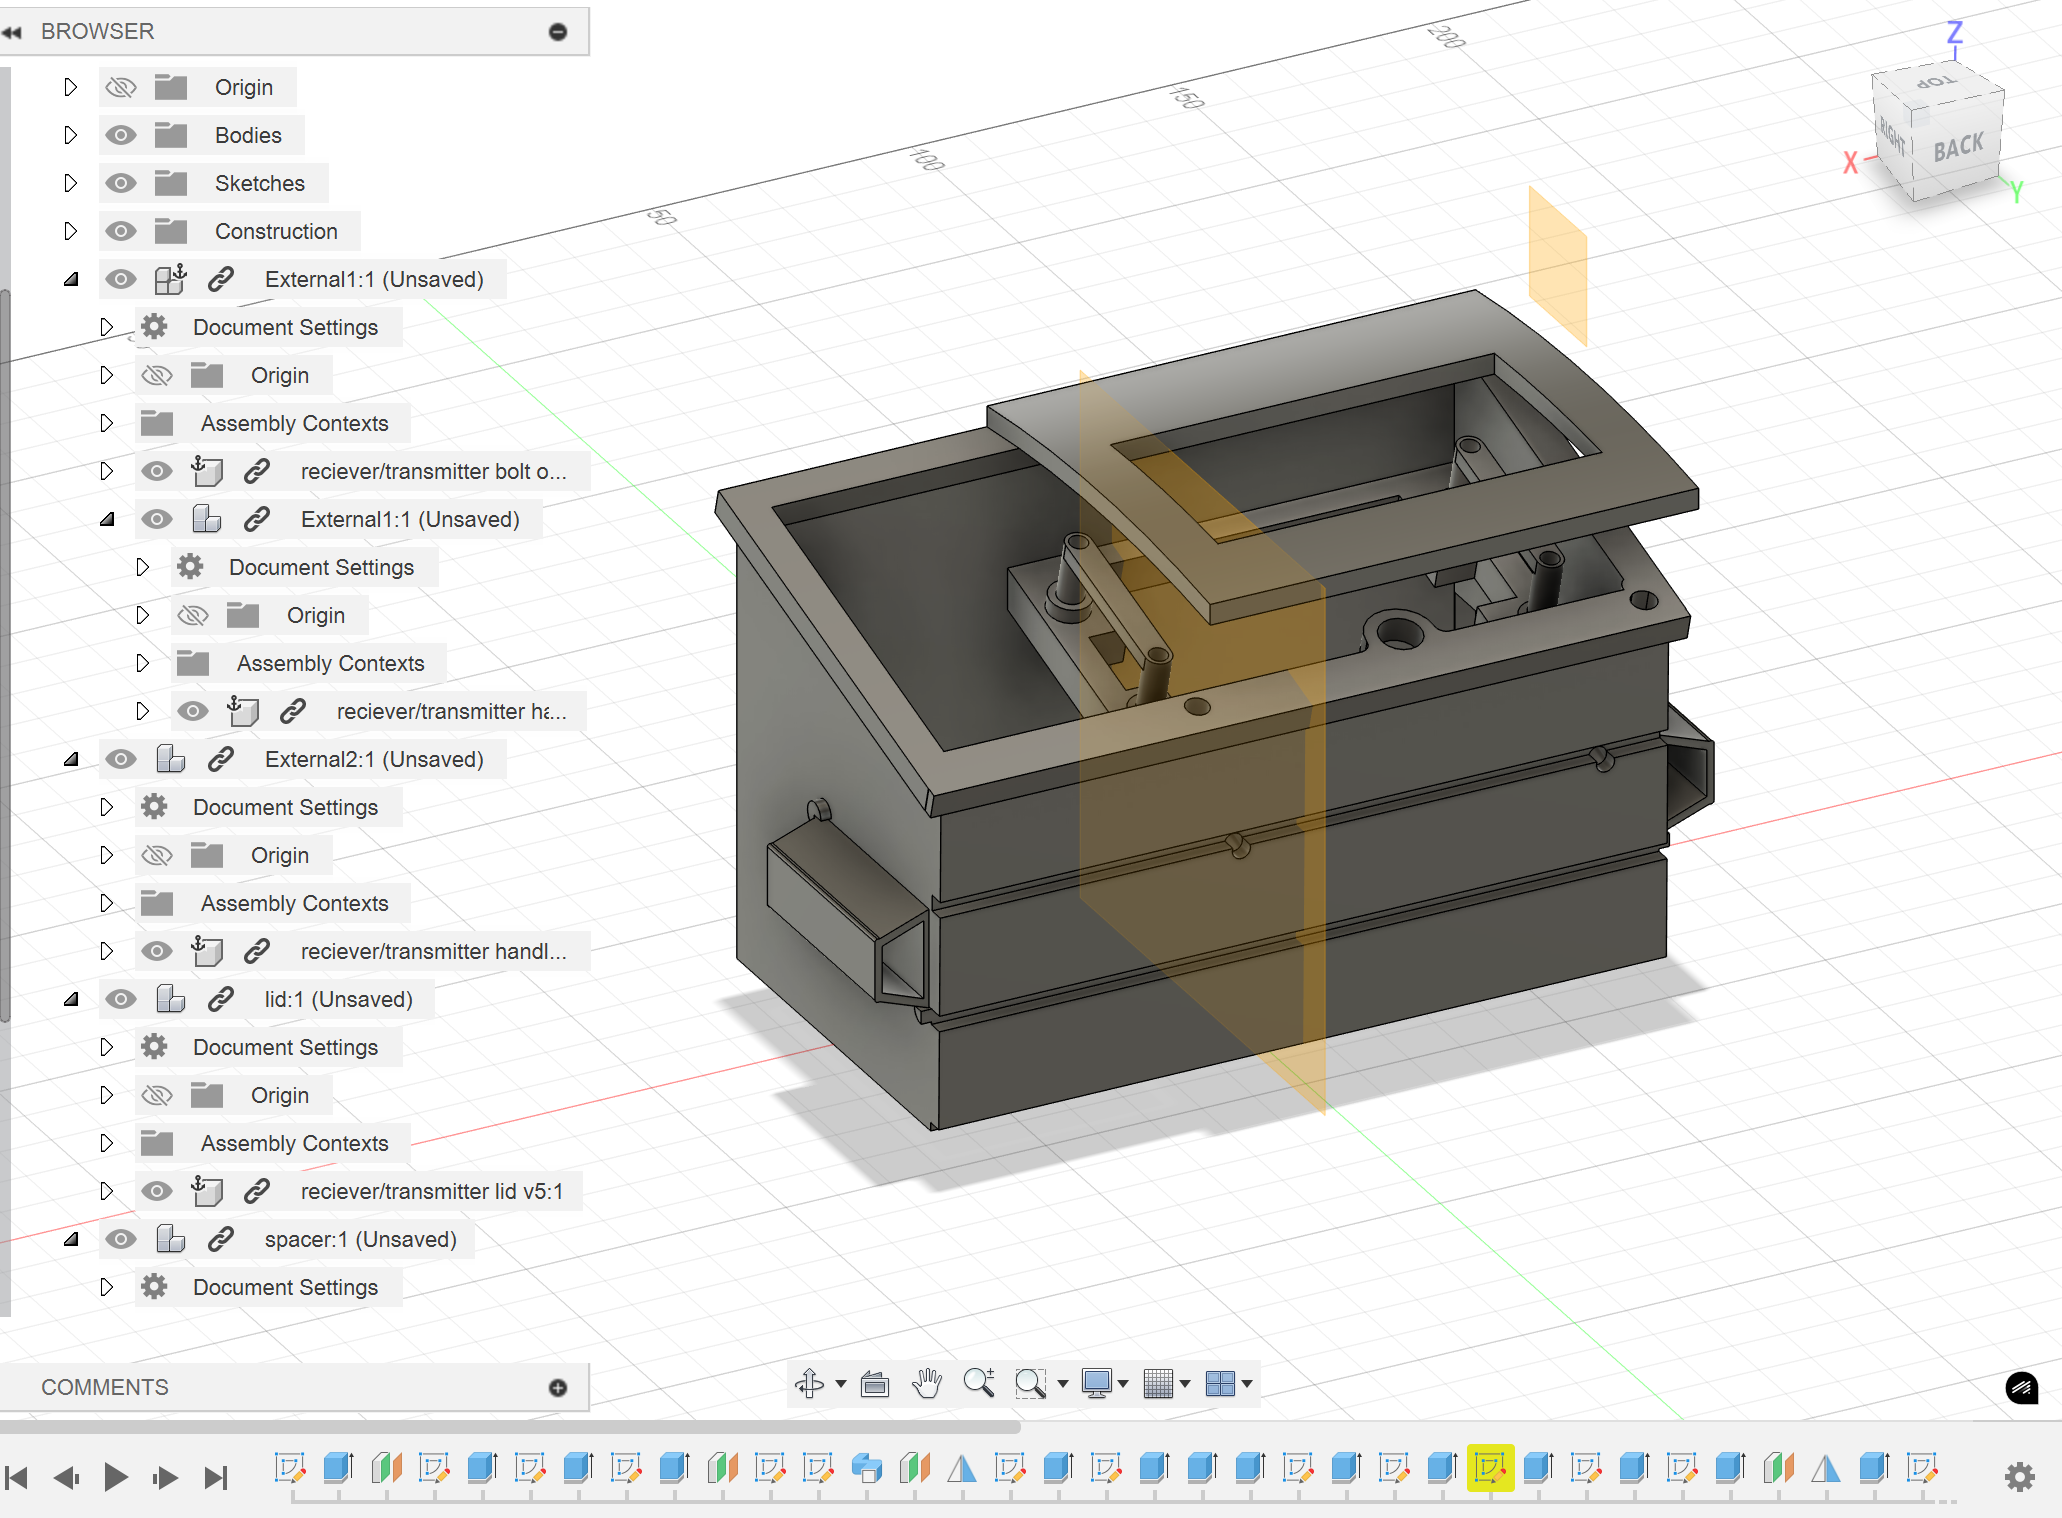 BROWSER
Origin
Bodies
Sketches
Construction
External1:1 (Unsaved)
Document Settings
Origin
Assembly Contexts
reciever/transmitter bolt o...
External1:1 (Unsaved)
Document Settings
Origin
Assembly Contexts
reciever/transmitter ha...
External2:1 (Unsaved)
Document Settings
Origin
Assembly Contexts
reciever/transmitter handl...
lid:1 (Unsaved)
Document Settings
Origin
Assembly Contexts
reciever/transmitter lid v5:1
spacer:1 (Unsaved)
Document Settings
COMMENTS
50
100
150
200
Z
TOP
RIGHT
BACK
X
Y